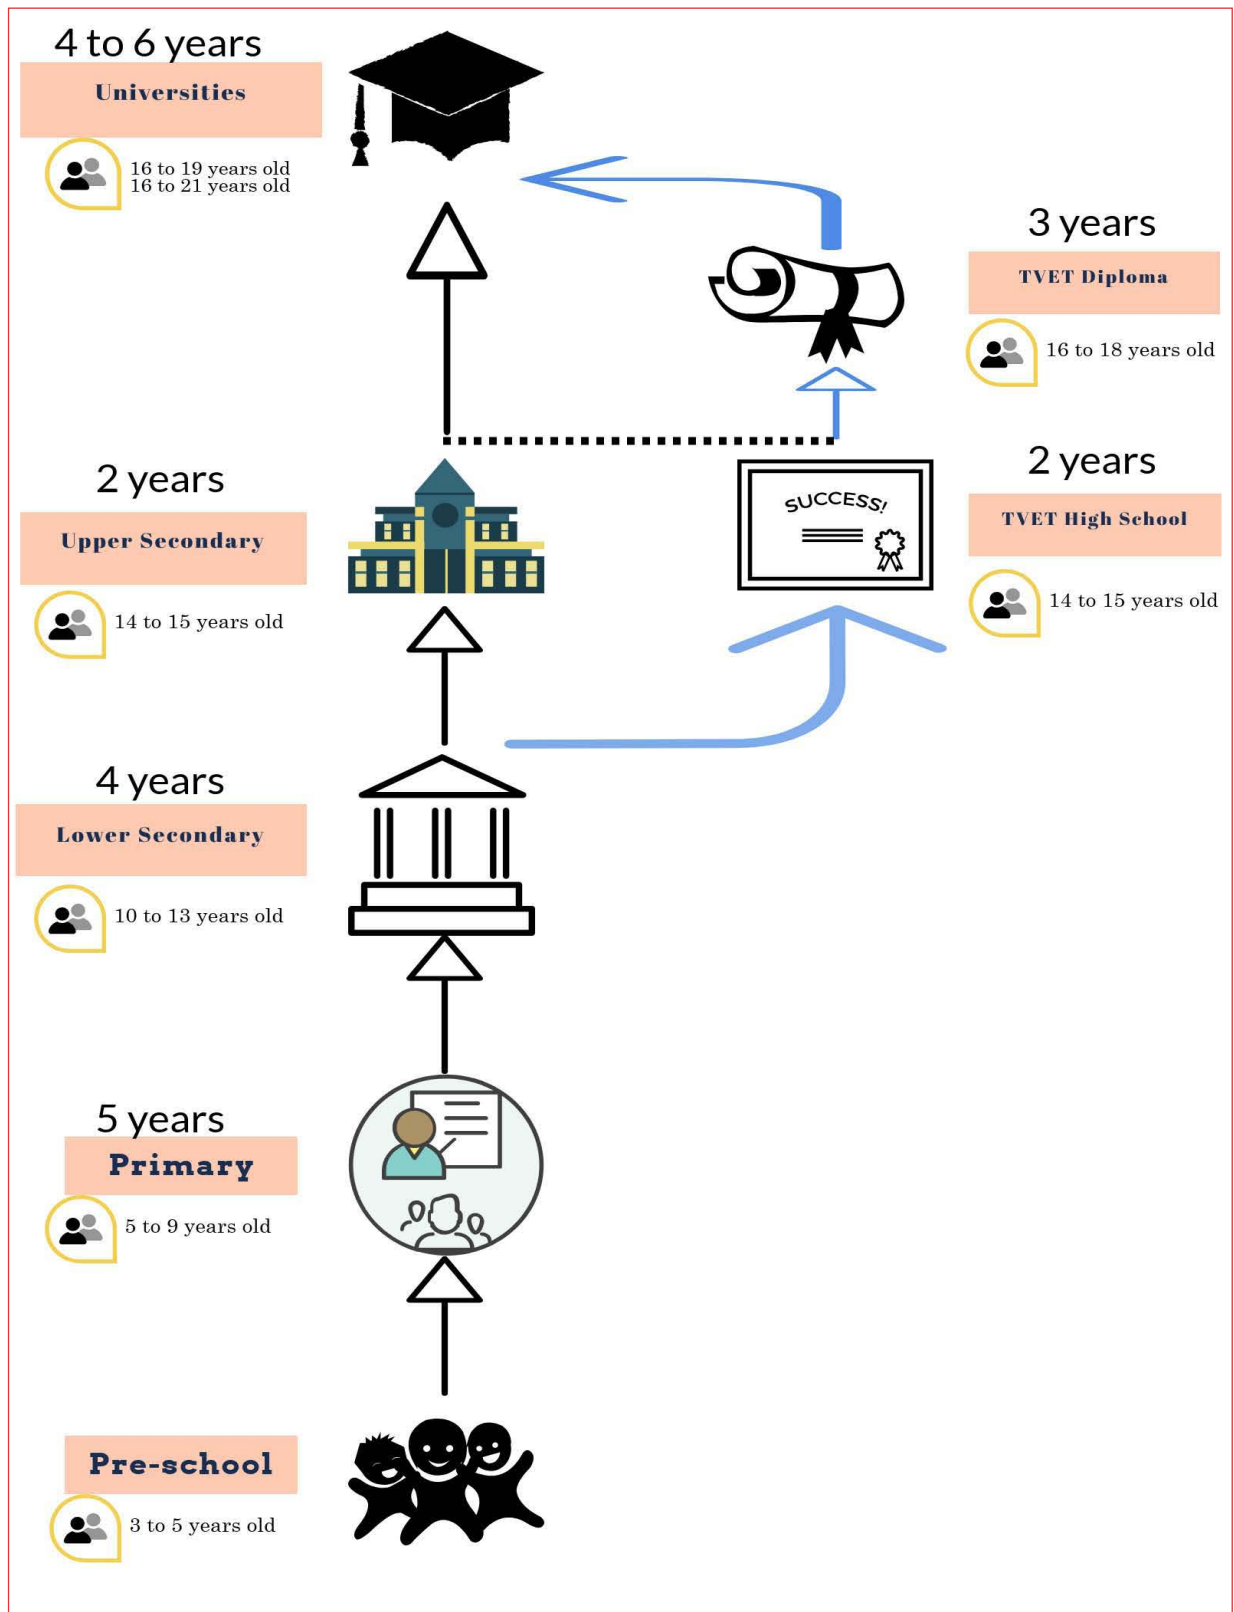 4 to 6 years
Universities
16 to 19 years old
16 to 21 years old
3 years
TVET Diploma
16 to 18 years old
2 years
Upper Secondary
14 to 15 years old
2 years
TVET High School
14 to 15 years old
SUCCESS!
4 years
Lower Secondary
10 to 13 years old
5 years
Primary
5 to 9 years old
Pre-school
3 to 5 years old